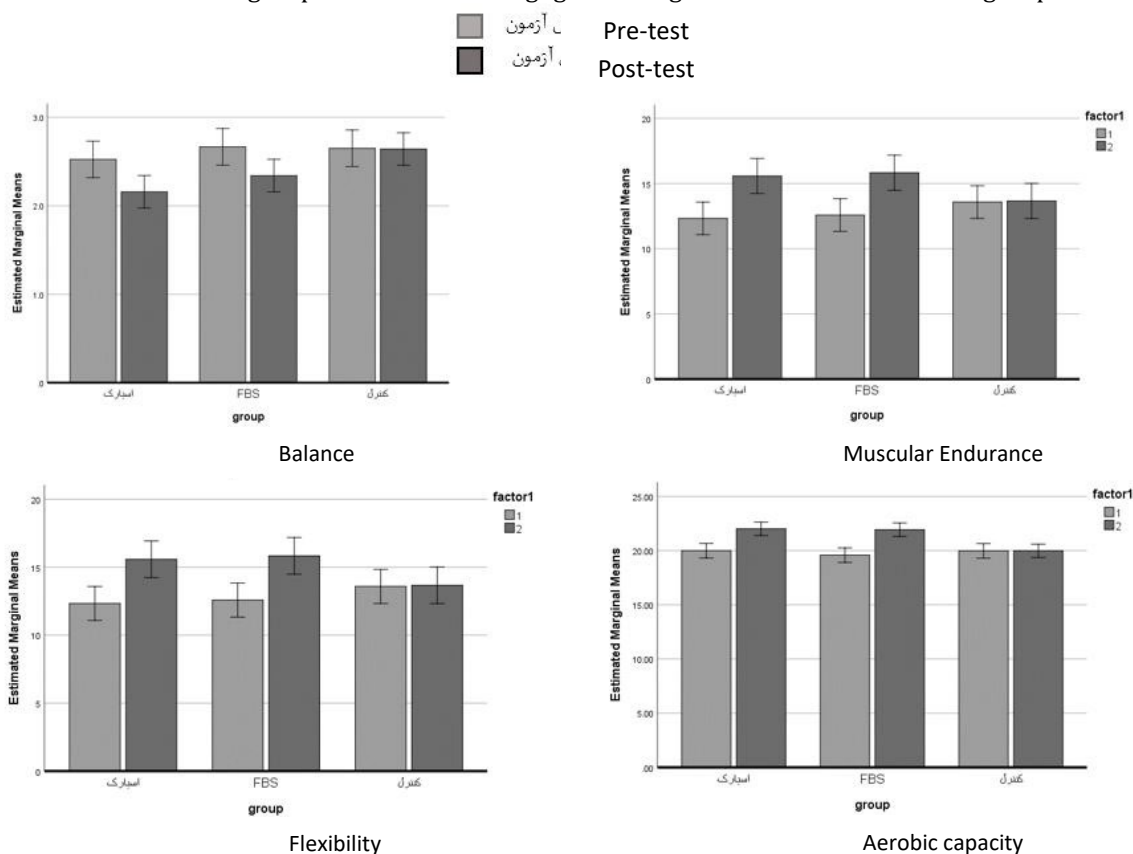 آزمون Pre-test
آزمون Post-test
Estimated Marginal Means
3.0
2.0
1.0
.0
اسپارک FBS کنترل
group
Balance
factor1
1
2
Estimated Marginal Means
20
15
10
5
0
اسپارک FBS کنترل
group
Muscular Endurance
factor1
1
2
Estimated Marginal Means
20
15
10
5
0
اسپارک FBS کنترل
group
Flexibility
factor1
1
2
Estimated Marginal Means
25.00
20.00
15.00
10.00
5.00
.00
اسپارک FBS کنترل
group
Aerobic capacity